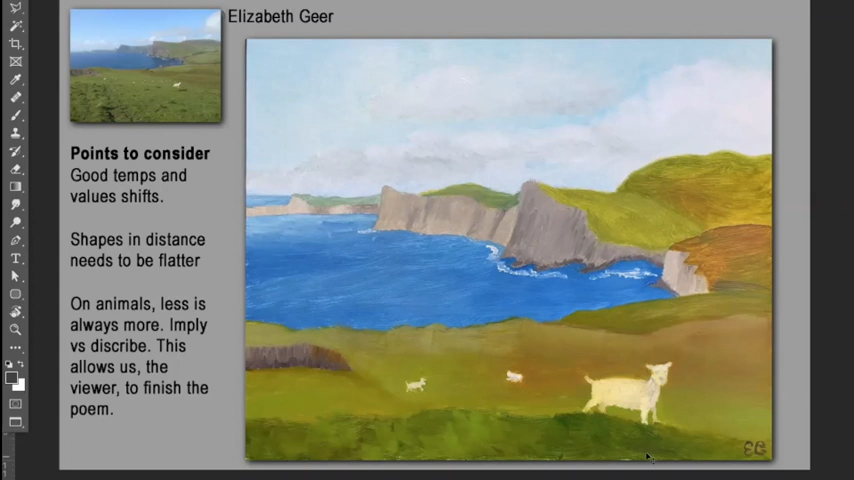 Elizabeth Geer
Points to consider
Good temps and
values shifts.
Shapes in distance
needs to be flatter
On animals, less is
always more. Imply
vs discribe. This
allows us, the
viewer, to finish the
poem.
EG